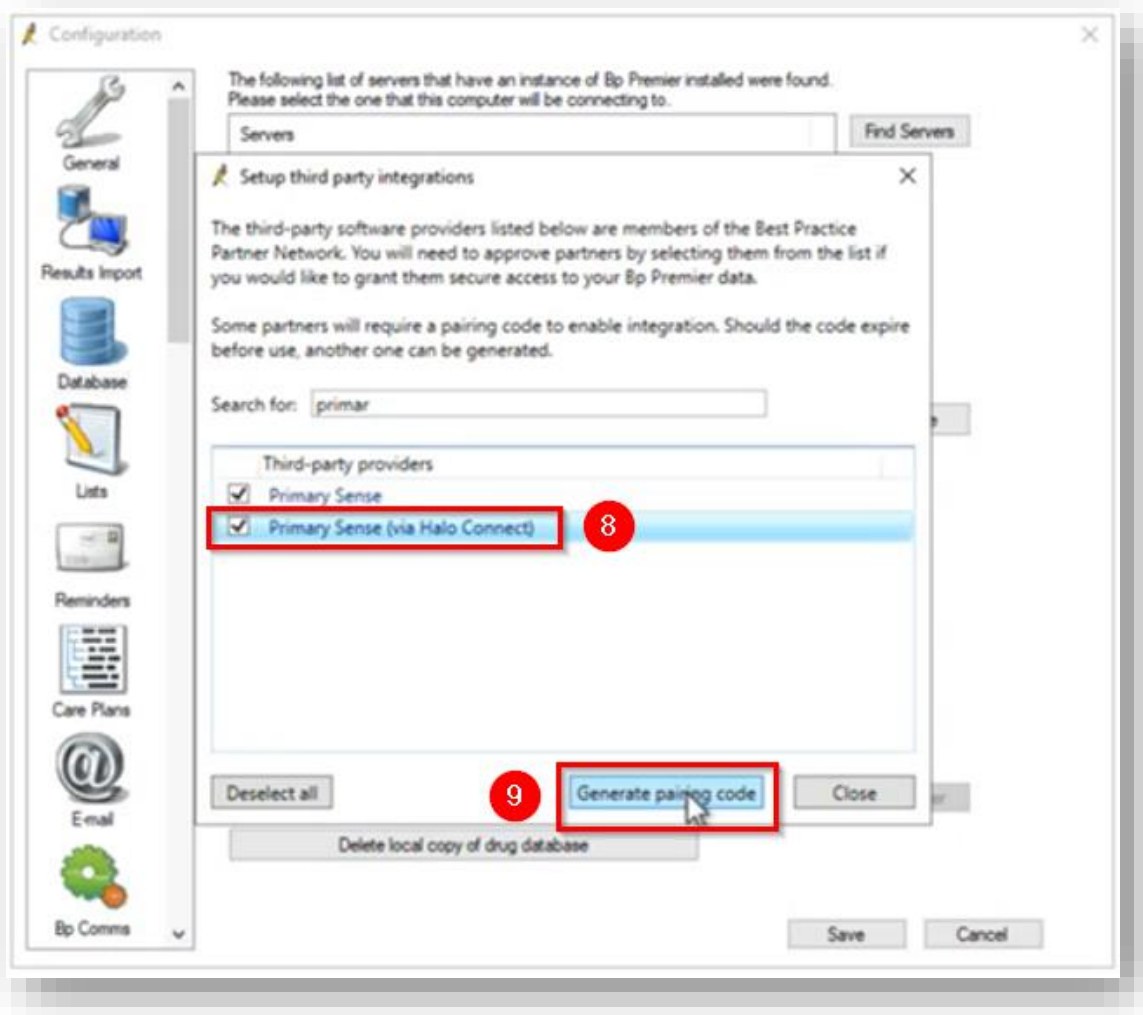 Configuration
The following list of servers that have an instance of Bp Premier installed were found.
Please select the one that this computer will be connecting to.
Servers
Find Servers
General
Results Import
Database
Lists
Reminders
Care Plans
E-mail
Bp Comms
Setup third party integrations
The third-party software providers listed below are members of the Best Practice
Partner Network. You will need to approve partners by selecting them from the list if
you would like to grant them secure access to your Bp Premier data.
Some partners will require a pairing code to enable integration. Should the code expire
before use, another one can be generated.
Search for: primar
Third-party providers
Primary Sense
Primary Sense (via Halo Connect)
8
Deselect all
9
Generate pairing code
Close
Delete local copy of drug database
Save
Cancel